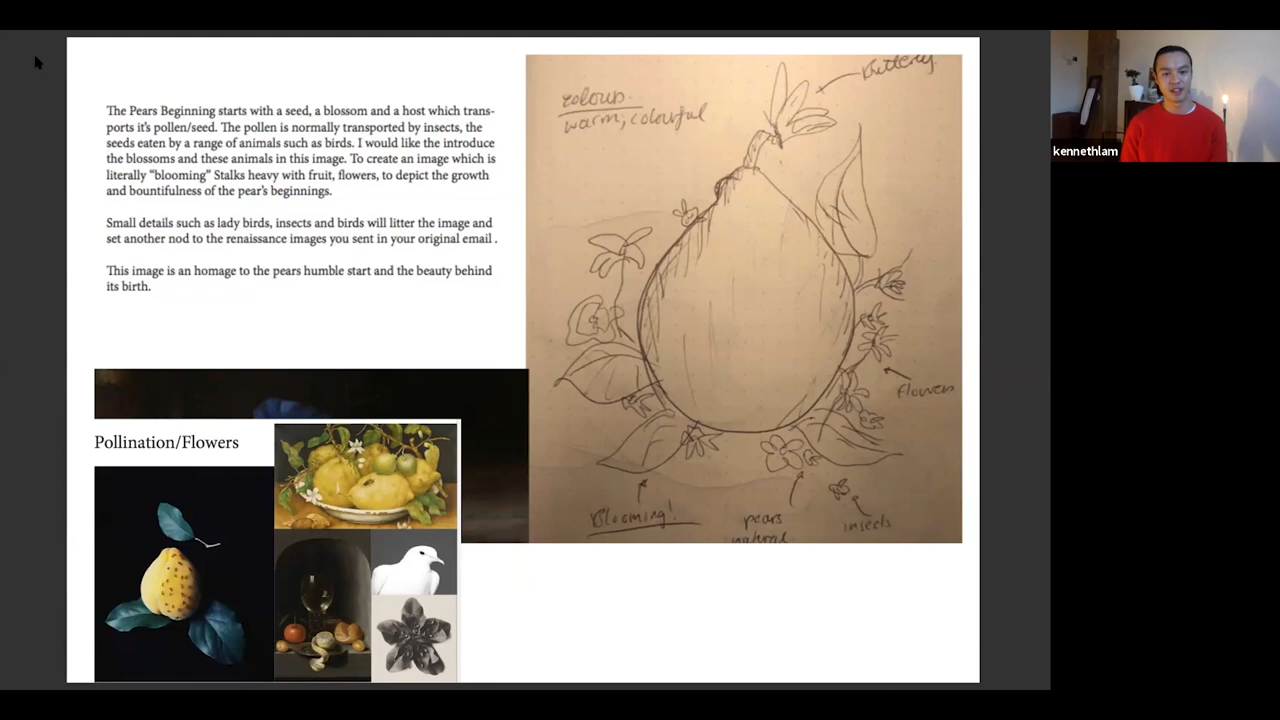 The Pears Beginning starts with a seed, a blossom and a host which trans-
ports it's pollen/seed. The pollen is normally transported by insects, the
seeds eaten by a range of animals such as birds. I would like the introduce
the blossoms and these animals in this image. To create an image which is
literally “blooming” Stalks heavy with fruit, flowers, to depict the growth
and bountifulness of the pear's beginnings.
Small details such as lady birds, insects and birds will litter the image and
set another nod to the renaissance images you sent in your original email .
This image is an homage to the pears humble start and the beauty behind
its birth.
Pollination/Flowers
colour.
warm, colourful
Butterfly
flowers
Blooming!
pears
natural
insects
kennethlam